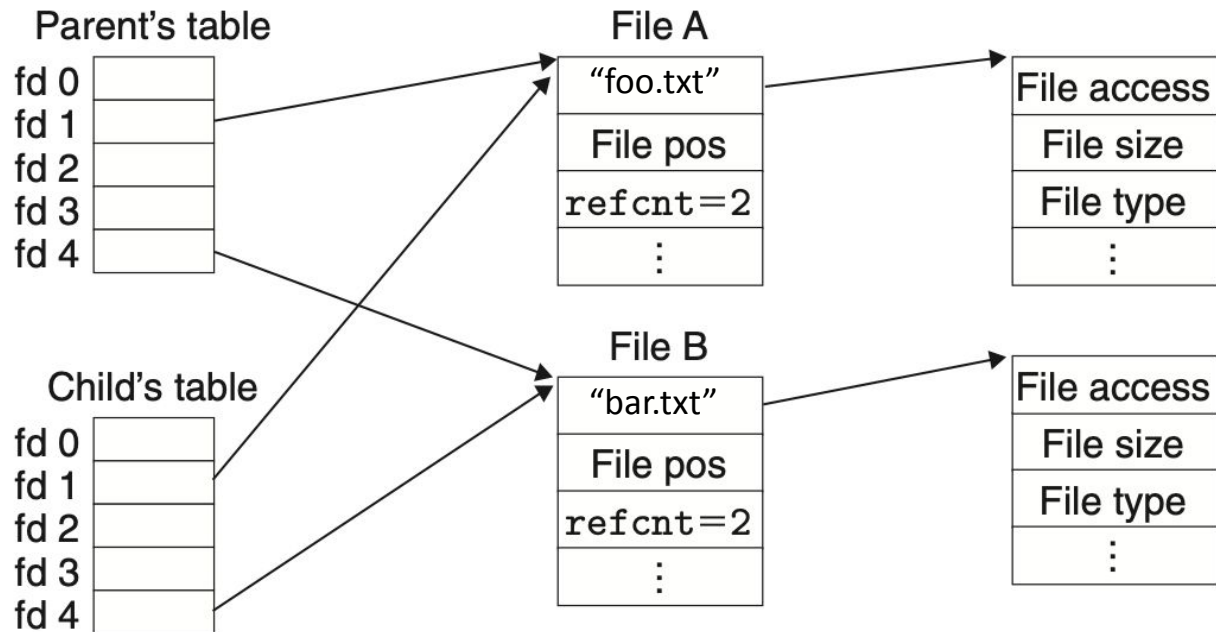 Parent's table
fd 0
fd 1
fd 2
fd 3
fd 4
Child's table
fd 0
fd 1
fd 2
fd 3
fd 4
File A
“foo.txt”
File pos
refcnt=2
⋮
File B
“bar.txt”
File pos
refcnt=2
⋮
File access
File size
File type
⋮
File access
File size
File type
⋮